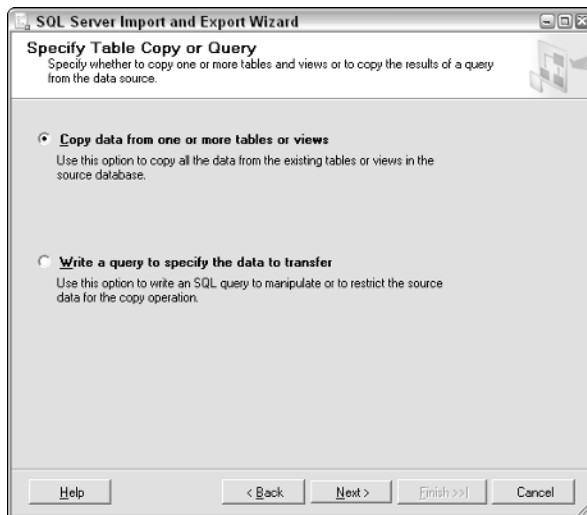 SQL Server Import and Export Wizard
Specify Table Copy or Query
Specify whether to copy one or more tables and views or to copy the results of a query
from the data source.
Copy data from one or more tables or views
Use this option to copy all the data from the existing tables or views in the
source database.
Write a query to specify the data to transfer
Use this option to write an SQL query to manipulate or to restrict the source
data for the copy operation.
Help < Back Next > Finish >>| Cancel